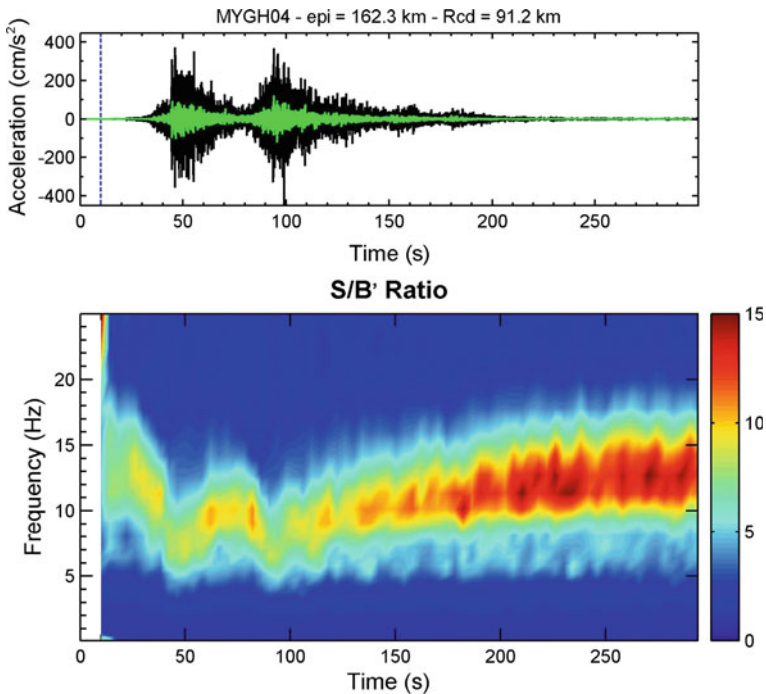 MYGH04 - epi = 162.3 km - Rcd = 91.2 km
Acceleration (cm/s²)
400
200
0
-200
-400
0 50 100 150 200 250
Time (s)
S/B' Ratio
Frequency (Hz)
20
15
10
5
0 50 100 150 200 250
Time (s)
15
10
5
0